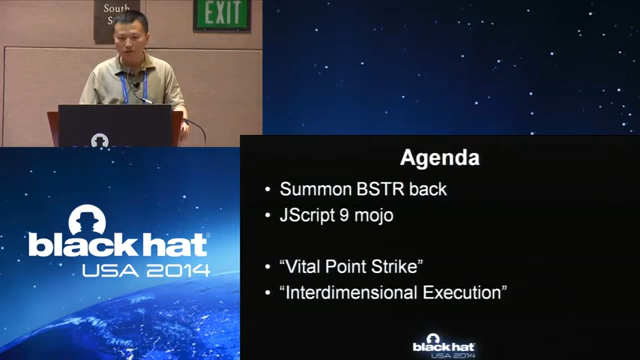 South
EXIT
Agenda
• Summon BSTR back
• JScript 9 mojo
• “Vital Point Strike”
• “Interdimensional Execution”
black hat
USA 2014
black hat
USA 2014